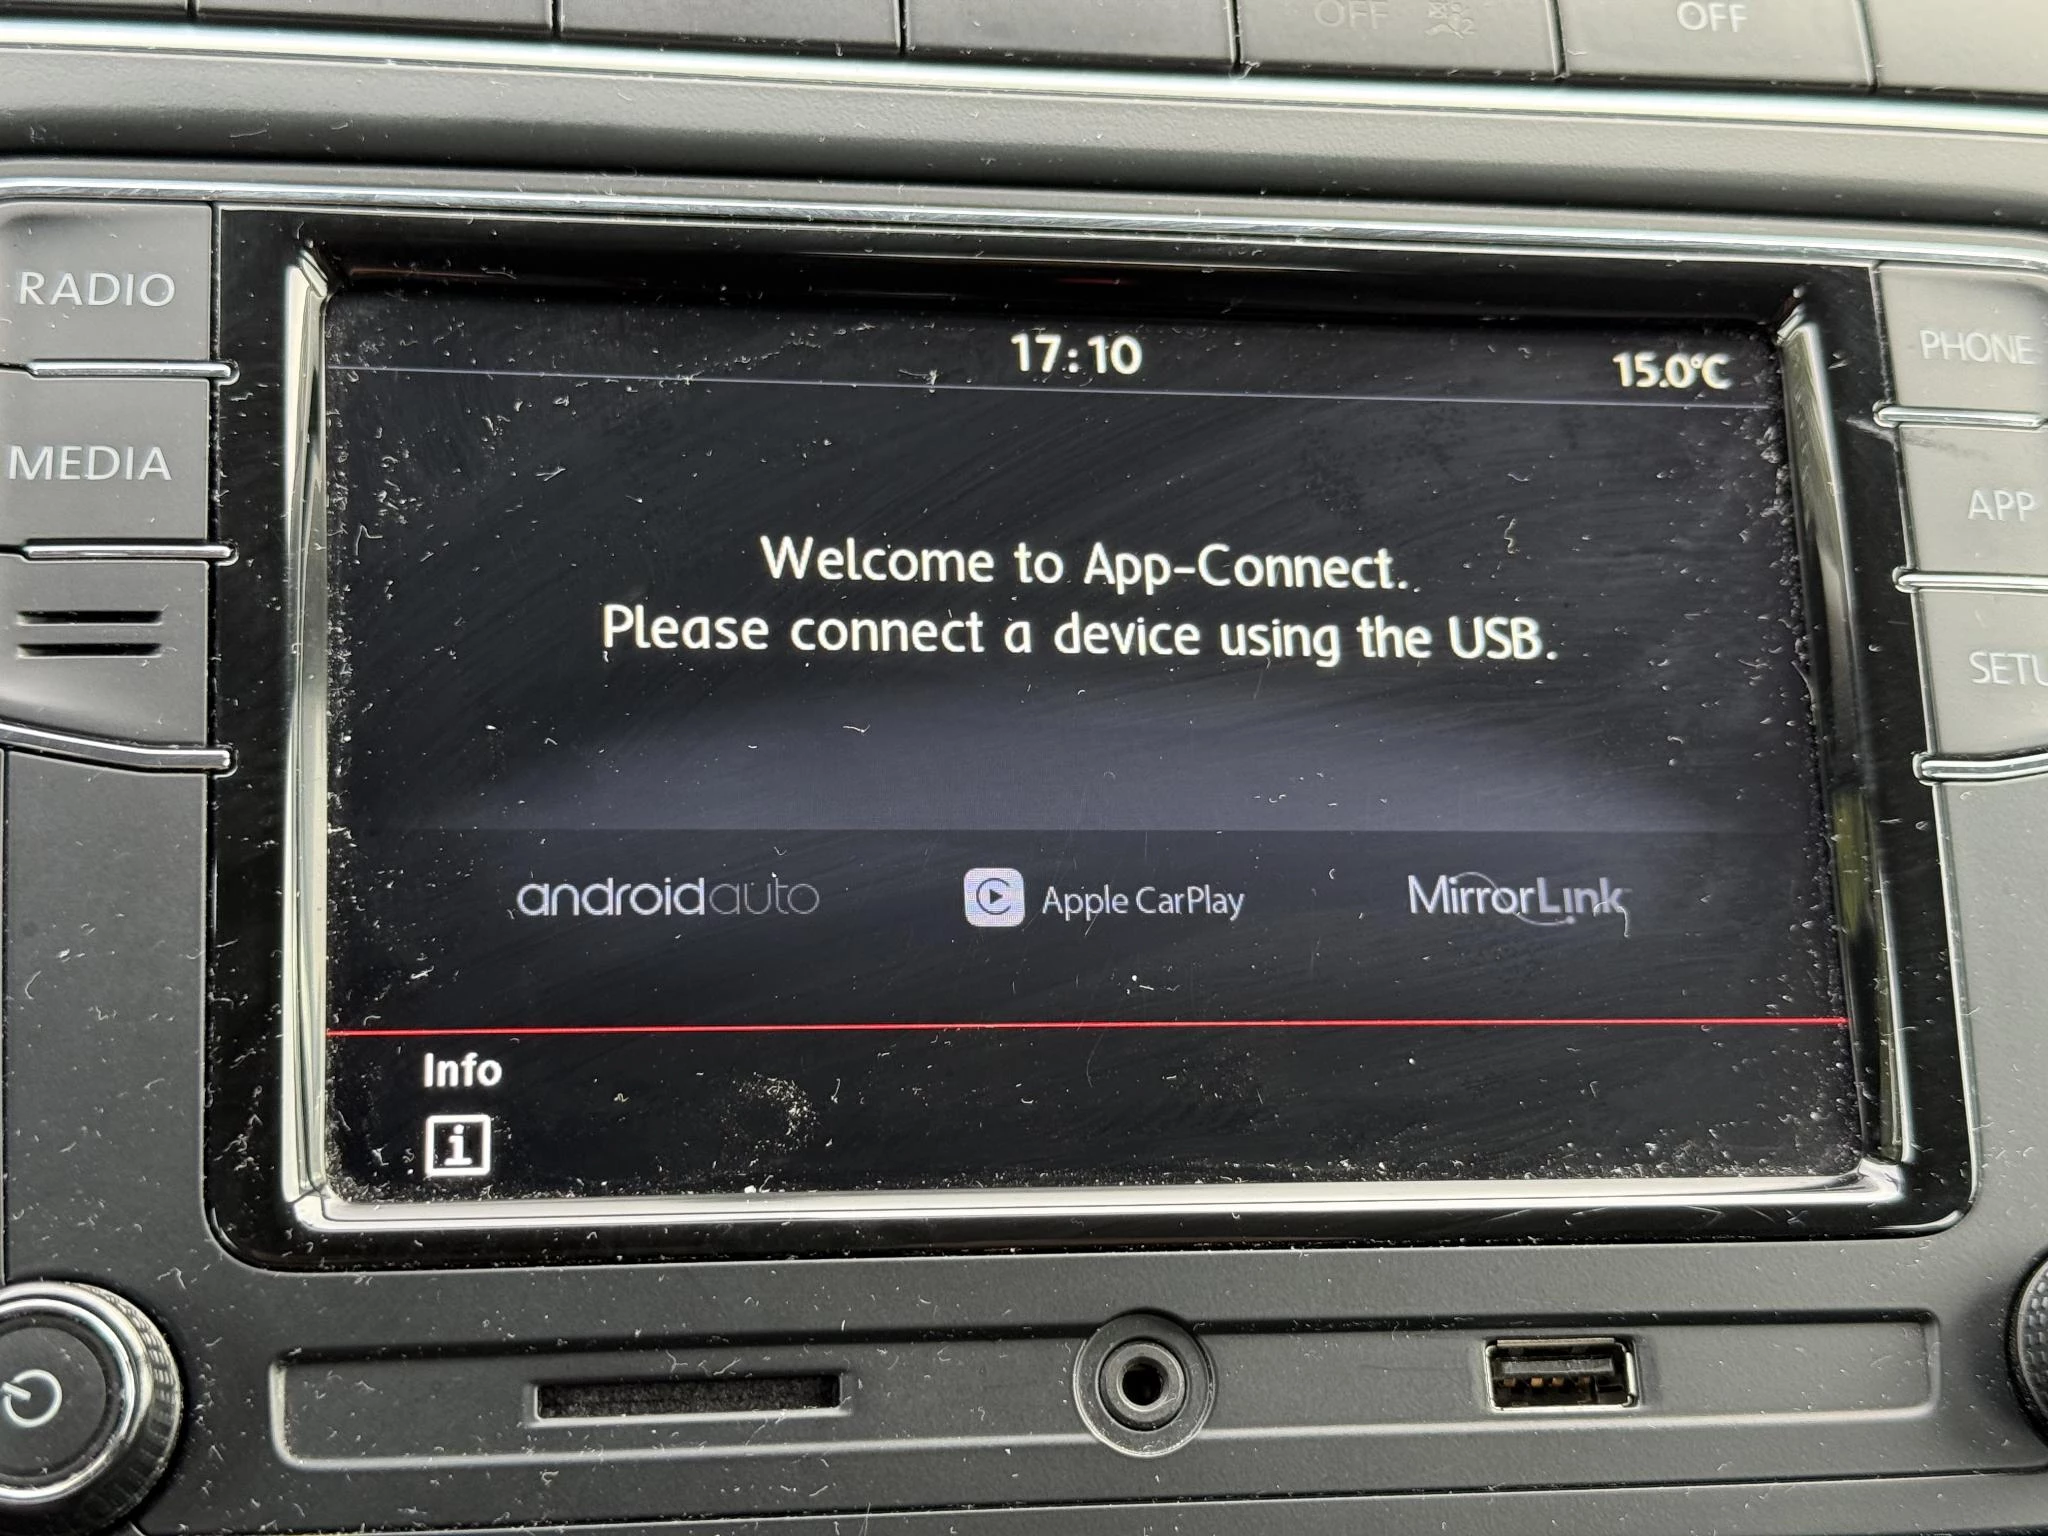 OFF
OFF
RADIO
MEDIA
17:10
15.0°C
PHONE
APP
SETU
Welcome to App-Connect.
Please connect a device using the USB.
androidauto
Apple CarPlay
MirrorLink
Info
i